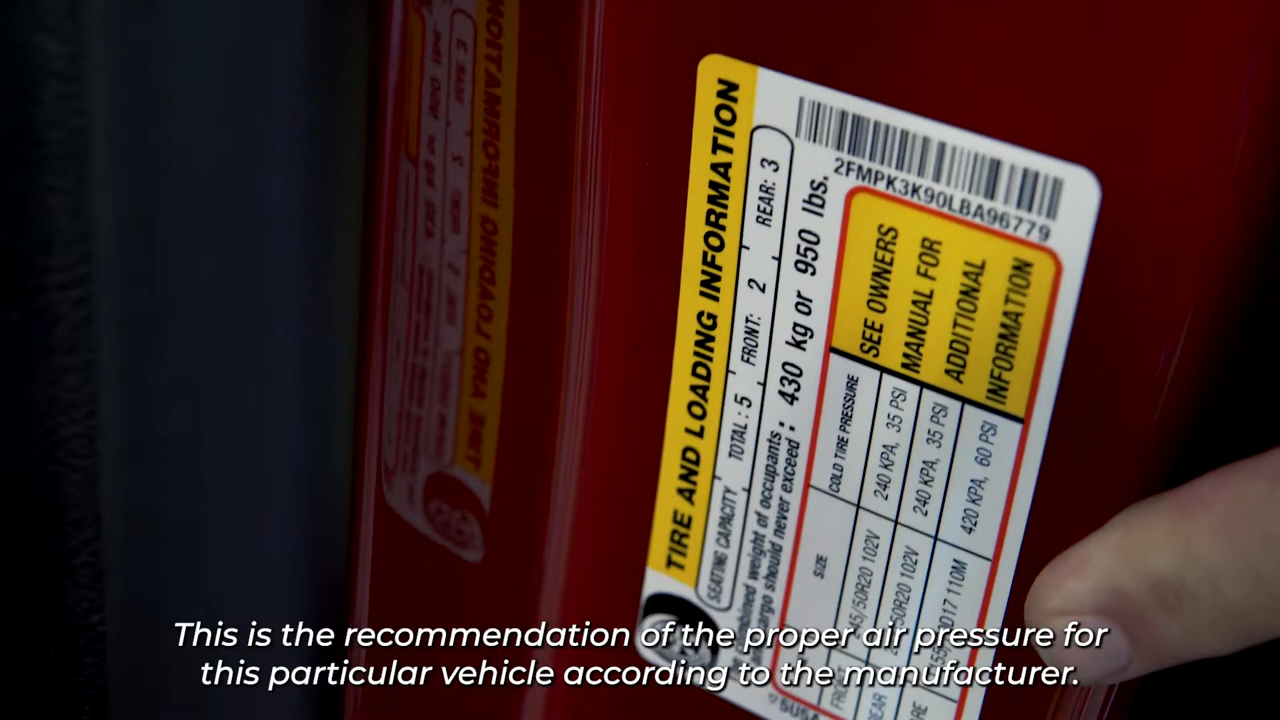 TIRE AND LOADING INFORMATION
SEATING CAPACITY TOTAL: 5 FRONT: 2 REAR: 3
weight of occupants
should never exceed : 430 kg or 950 lbs.
2FMPK3K90LBA96779
SIZE COLD TIRE PRESSURE
50R20 102V 240 KPA, 35 PSI
50R20 102V 240 KPA, 35 PSI
110M 420 KPA, 60 PSI
SEE OWNERS
MANUAL FOR
ADDITIONAL
INFORMATION
This is the recommendation of the proper air pressure for
this particular vehicle according to the manufacturer.